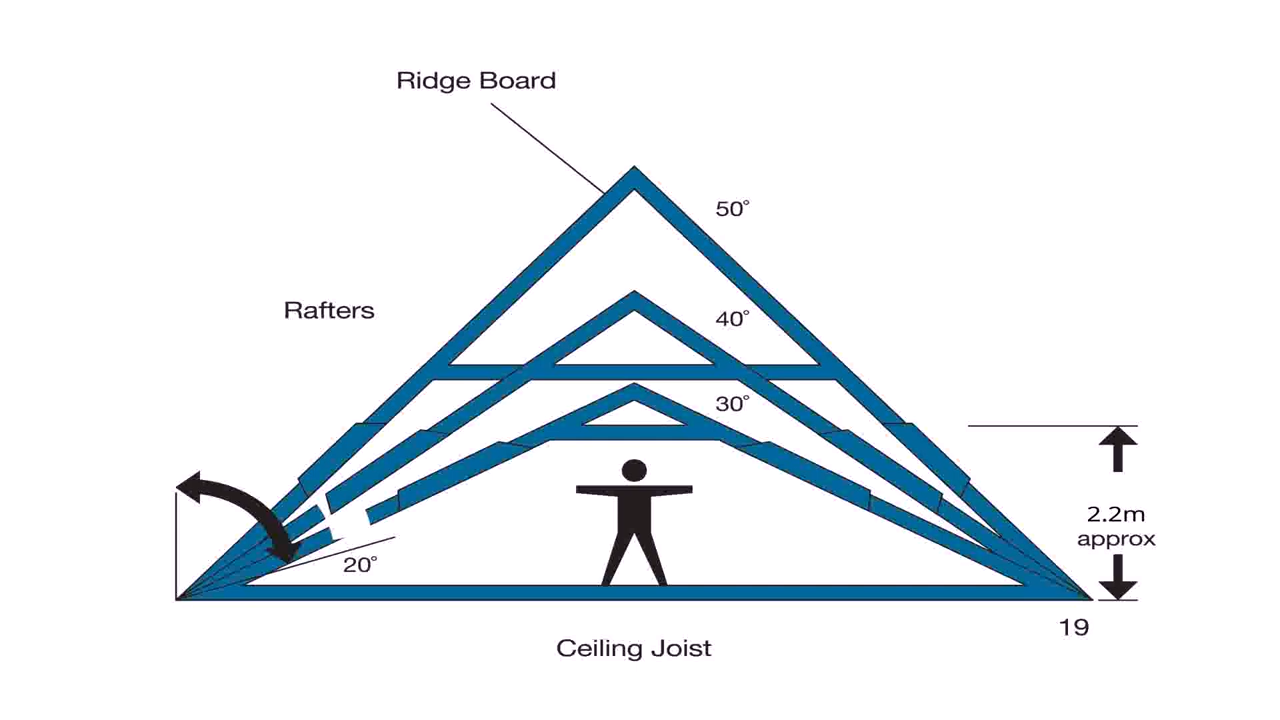 Ridge Board
50°
Rafters
40°
30°
2.2m
approx
20°
19
Ceiling Joist